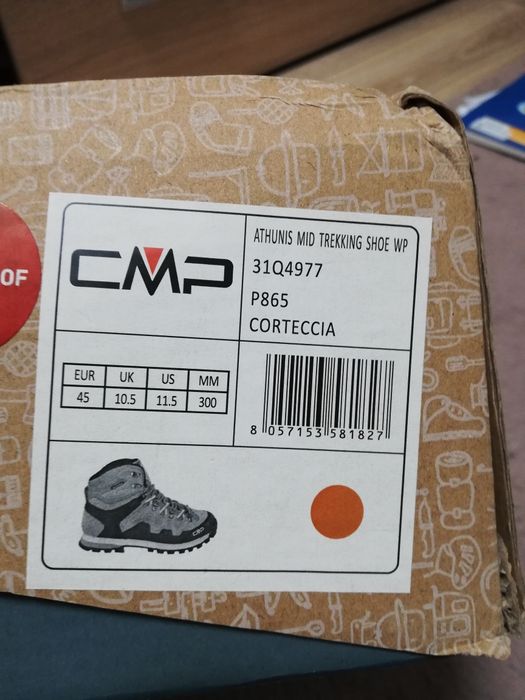 OF
CMP
ATHUNIS MID TREKKING SHOE WP
31Q4977
P865
CORTECCIA
EUR UK US MM
45 10.5 11.5 300
8 057153 581827
CMP